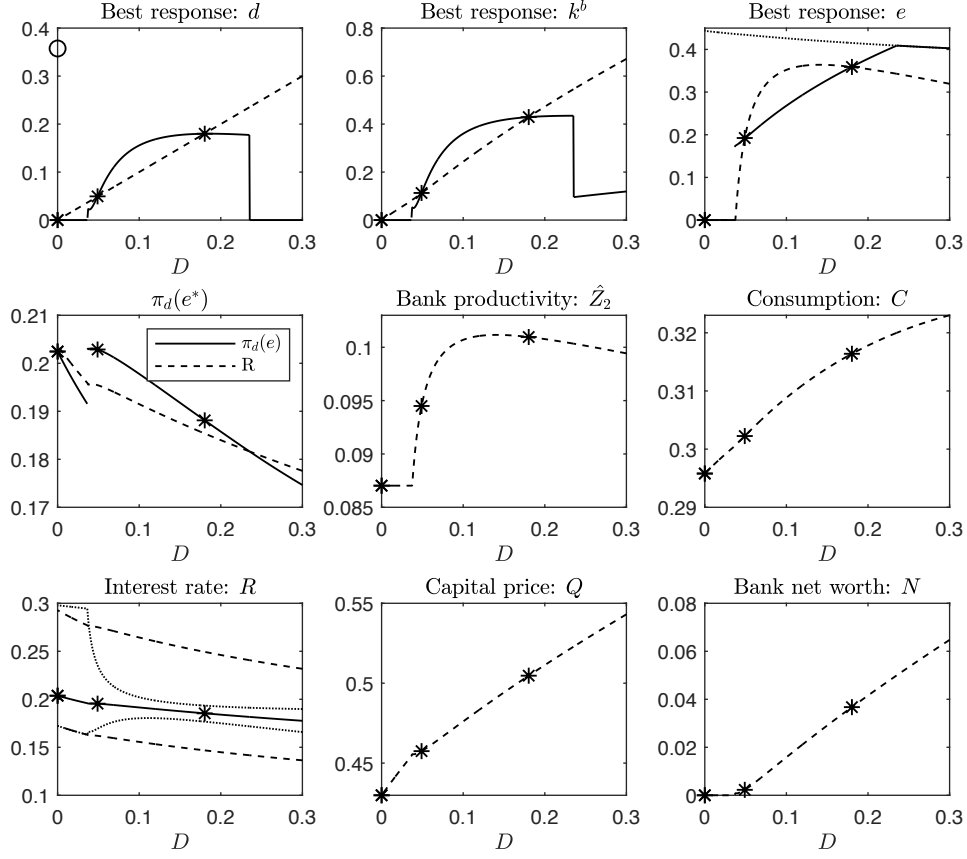 Best response: d
0.4
0.3
0.2
0.1
0
0 0.1 0.2 0.3
D
Best response: k^b
0.8
0.6
0.4
0.2
0
0 0.1 0.2 0.3
D
Best response: e
0.4
0.3
0.2
0.1
0
0 0.1 0.2 0.3
D
π_d(e*)
0.21
0.2
0.19
0.18
0.17
π_d(e)
R
0 0.1 0.2 0.3
D
Bank productivity: Ẑ_2
0.1
0.095
0.09
0.085
0 0.1 0.2 0.3
D
Consumption: C
0.32
0.31
0.3
0.29
0 0.1 0.2 0.3
D
Interest rate: R
0.3
0.25
0.2
0.15
0.1
0 0.1 0.2 0.3
D
Capital price: Q
0.55
0.5
0.45
0 0.1 0.2 0.3
D
Bank net worth: N
0.08
0.06
0.04
0.02
0
0 0.1 0.2 0.3
D